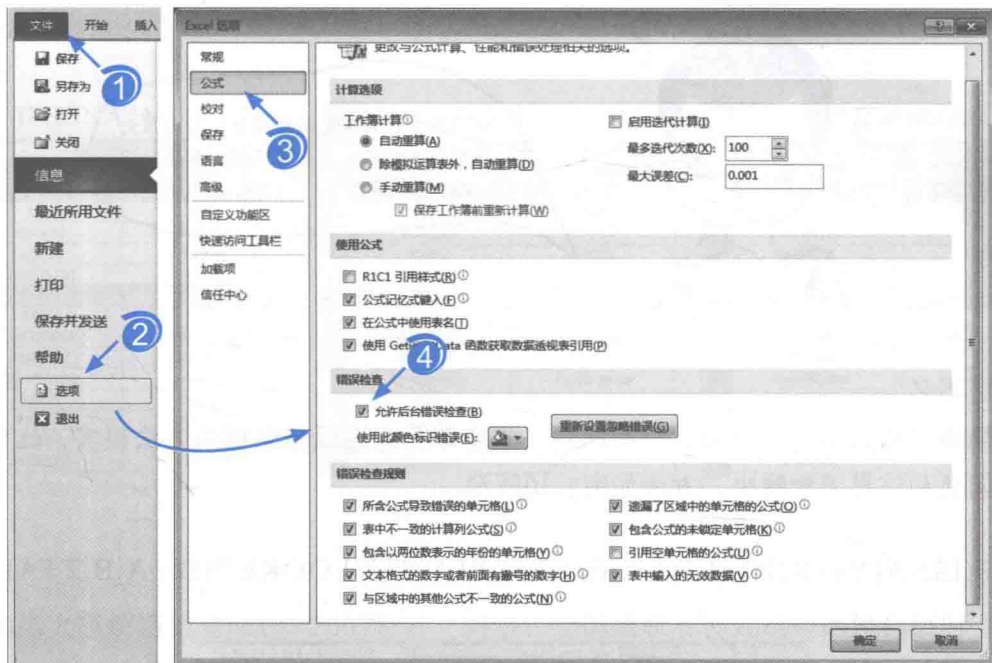 文件 开始 插入
保存
另存为
打开
关闭
信息
最近所用文件
新建
打印
保存并发送
帮助
选项
退出
1
2
Excel 选项
常规
公式
校对
保存
语言
高级
自定义功能区
快速访问工具栏
加载项
信任中心
3
更改与公式计算、性能和错误处理相关的选项。
计算选项
工作簿计算
自动重算(A)
除模拟运算表外，自动重算(D)
手动重算(M)
保存工作簿前重新计算(W)
启用迭代计算(I)
最多迭代次数(X): 100
最大误差(C): 0.001
使用公式
R1C1 引用样式(R)
公式记忆式键入(F)
在公式中使用表名(T)
使用 Ge ata 函数获取数据透视表引用(P)
4
错误检查
允许后台错误检查(B)
使用此颜色标识错误(E):
重新设置忽略错误(G)
错误检查规则
所含公式导致错误的单元格(L)
表中不一致的计算列公式(S)
包含以两位数表示的年份的单元格(Y)
文本格式的数字或者前面有撇号的数字(H)
与区域中的其他公式不一致的公式(N)
遗漏了区域中的单元格的公式(O)
包含公式的未锁定单元格(K)
引用空单元格的公式(U)
表中输入的无效数据(V)
确定 取消